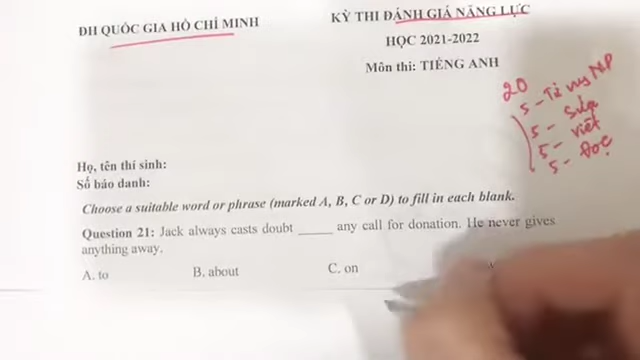 ĐH QUỐC GIA HỒ CHÍ MINH
KỲ THI ĐÁNH GIÁ NĂNG LỰC
HỌC 2021-2022
Môn thi: TIẾNG ANH
20
5 - Từ vựng NP
5 - Sửa
5 - Viết
5 - Đọc
Họ, tên thí sinh:
Số báo danh:
Choose a suitable word or phrase (marked A, B, C or D) to fill in each blank.
Question 21: Jack always casts doubt _____ any call for donation. He never gives
anything away.
A. to B. about C. on